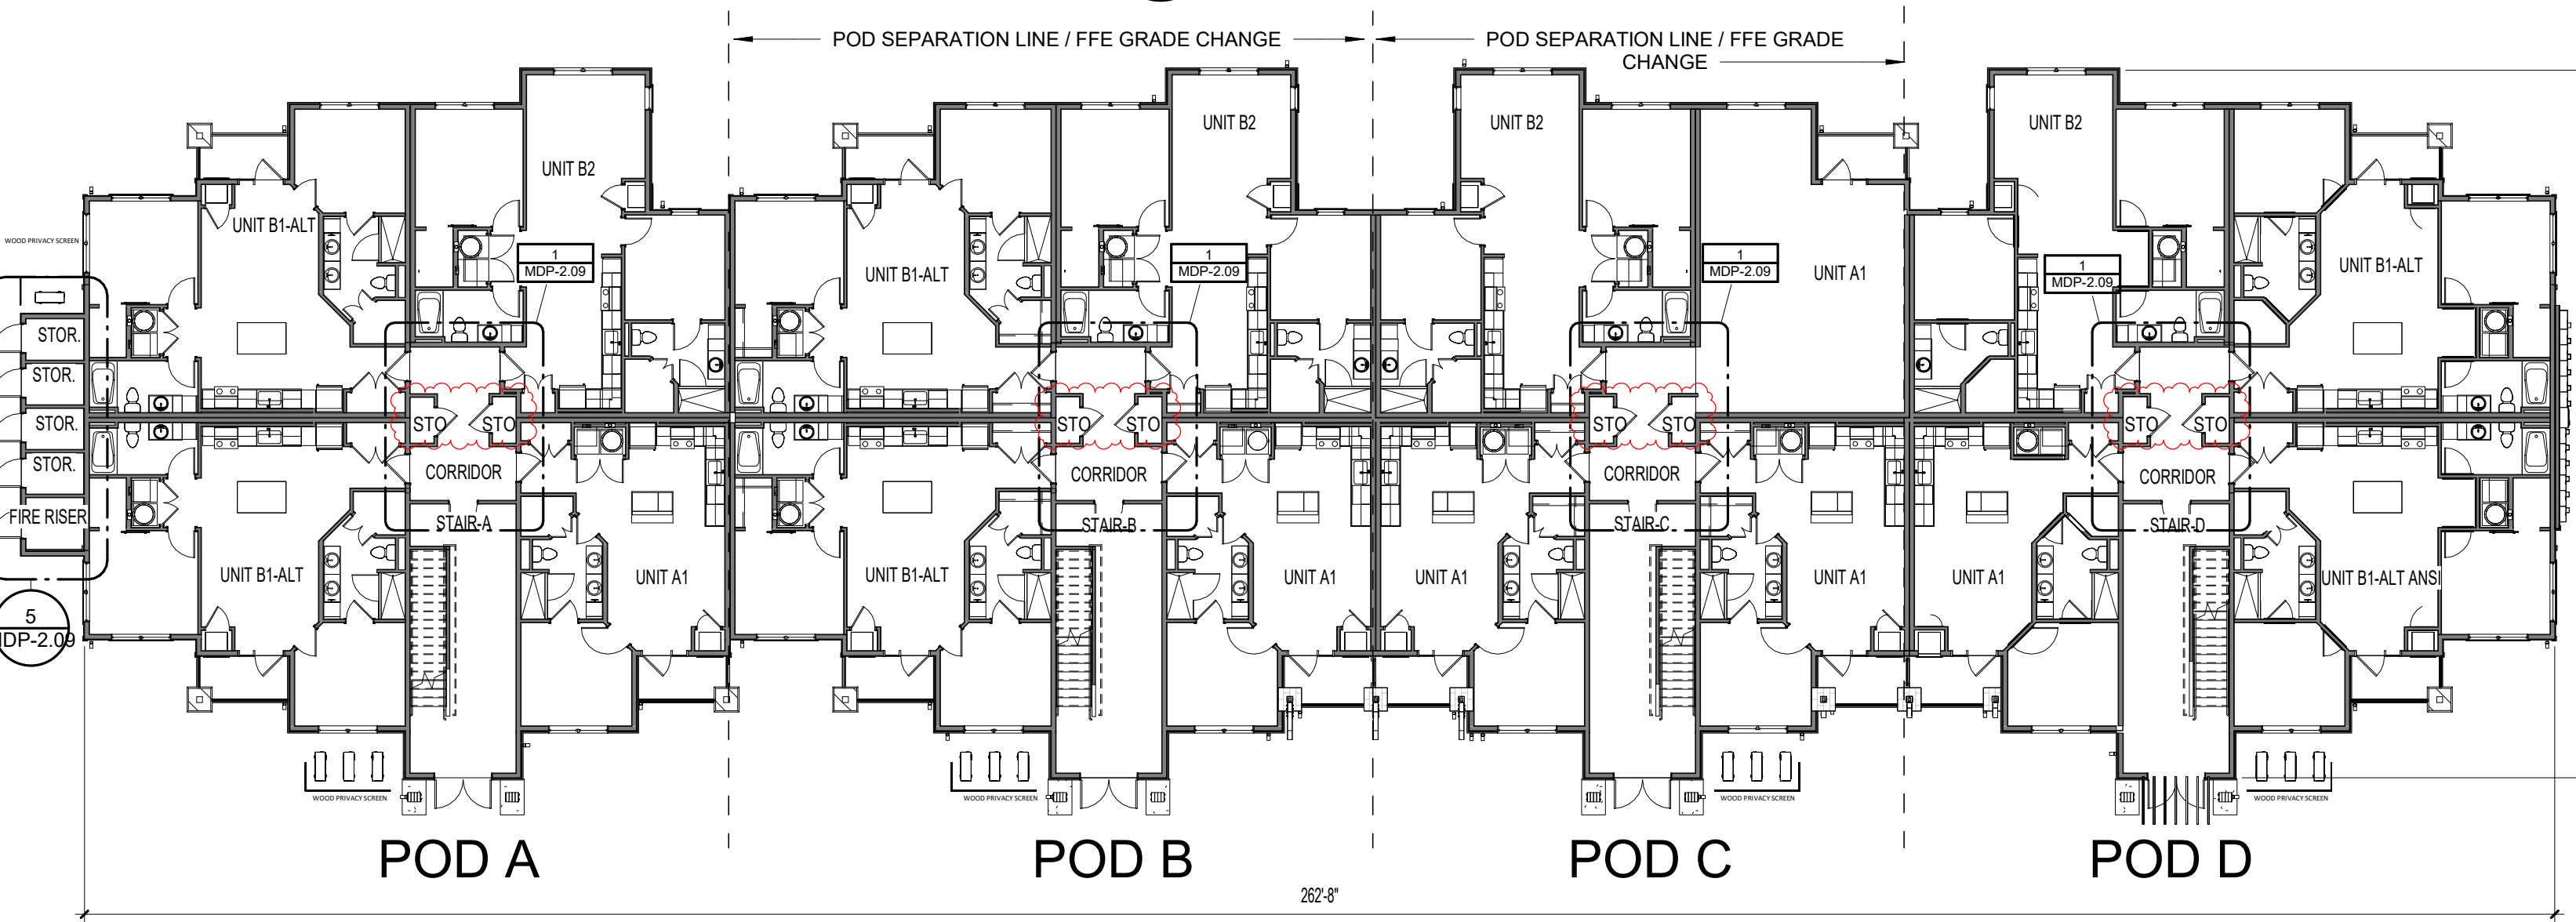 POD SEPARATION LINE / FFE GRADE CHANGE
POD SEPARATION LINE / FFE GRADE
CHANGE
UNIT B2
UNIT B2
UNIT B2
UNIT B2
UNIT B1-ALT
WOOD PRIVACY SCREEN
1
MDP-2.09
UNIT B1-ALT
1
MDP-2.09
1
MDP-2.09
UNIT A1
1
MDP-2.09
UNIT B1-ALT
STOR.
STOR.
STOR.
STOR.
FIRE RISER
STO
STO
STO
STO
STO
STO
STO
STO
CORRIDOR
CORRIDOR
CORRIDOR
CORRIDOR
STAIR-A
STAIR-B
STAIR-C
STAIR-D
UNIT B1-ALT
UNIT A1
UNIT B1-ALT
UNIT A1
UNIT A1
UNIT A1
UNIT A1
UNIT B1-ALT ANSI
5
MDP-2.09
WOOD PRIVACY SCREEN
WOOD PRIVACY SCREEN
WOOD PRIVACY SCREEN
WOOD PRIVACY SCREEN
POD A
POD B
POD C
POD D
262'-8"